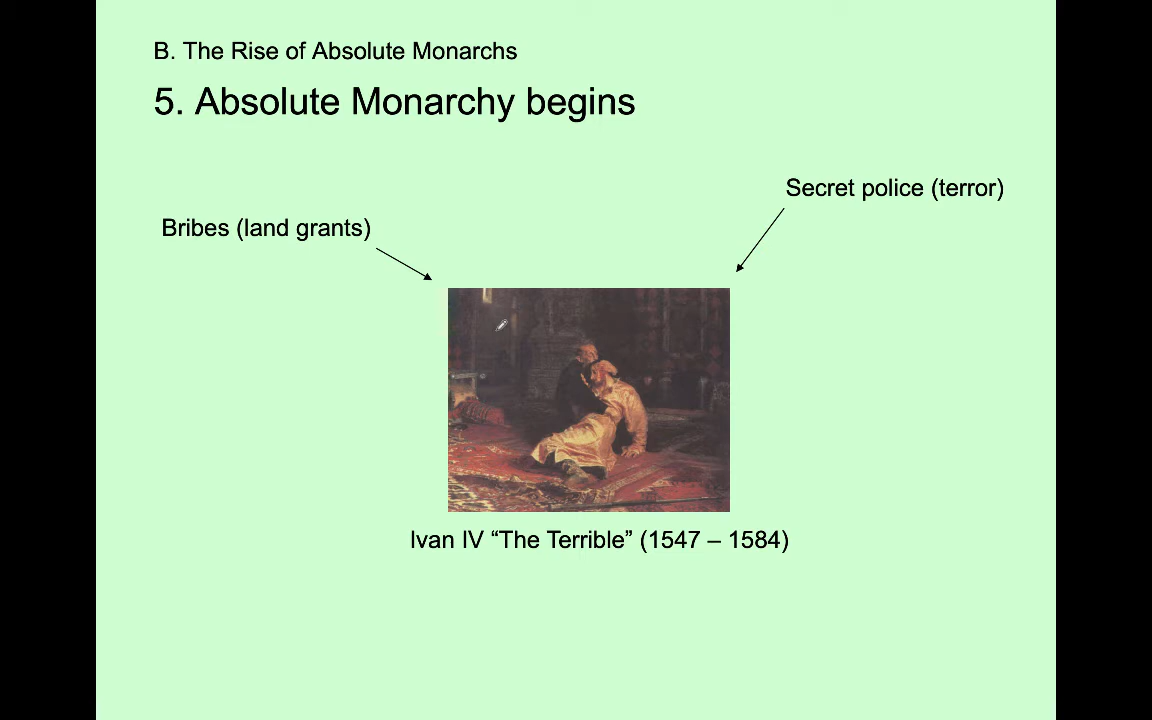 B. The Rise of Absolute Monarchs
5. Absolute Monarchy begins
Secret police (terror)
Bribes (land grants)
Ivan IV “The Terrible” (1547 – 1584)